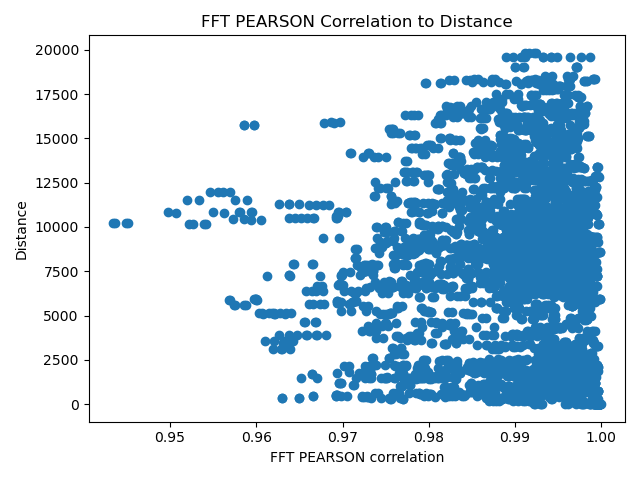 FFT PEARSON Correlation to Distance
20000
17500
15000
12500
10000
7500
5000
2500
0
Distance
0.95 0.96 0.97 0.98 0.99 1.00
FFT PEARSON correlation